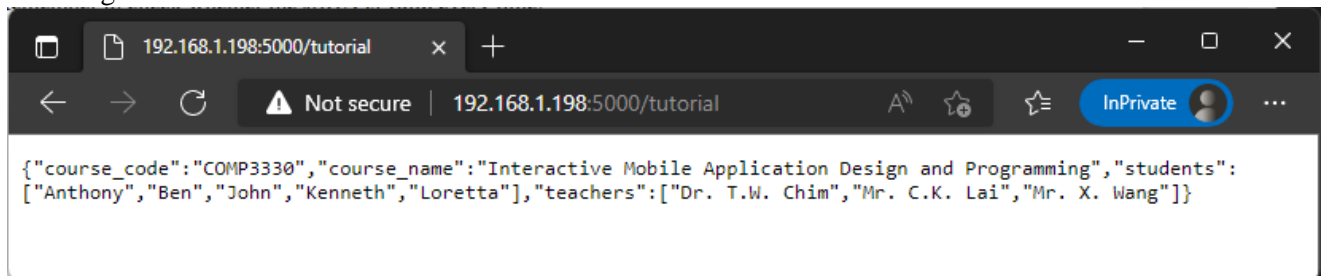 192.168.1.198:5000/tutorial
Not secure | 192.168.1.198:5000/tutorial
InPrivate
{"course_code":"COMP3330","course_name":"Interactive Mobile Application Design and Programming","students":
["Anthony","Ben","John","Kenneth","Loretta"],"teachers":["Dr. T.W. Chim","Mr. C.K. Lai","Mr. X. Wang"]}